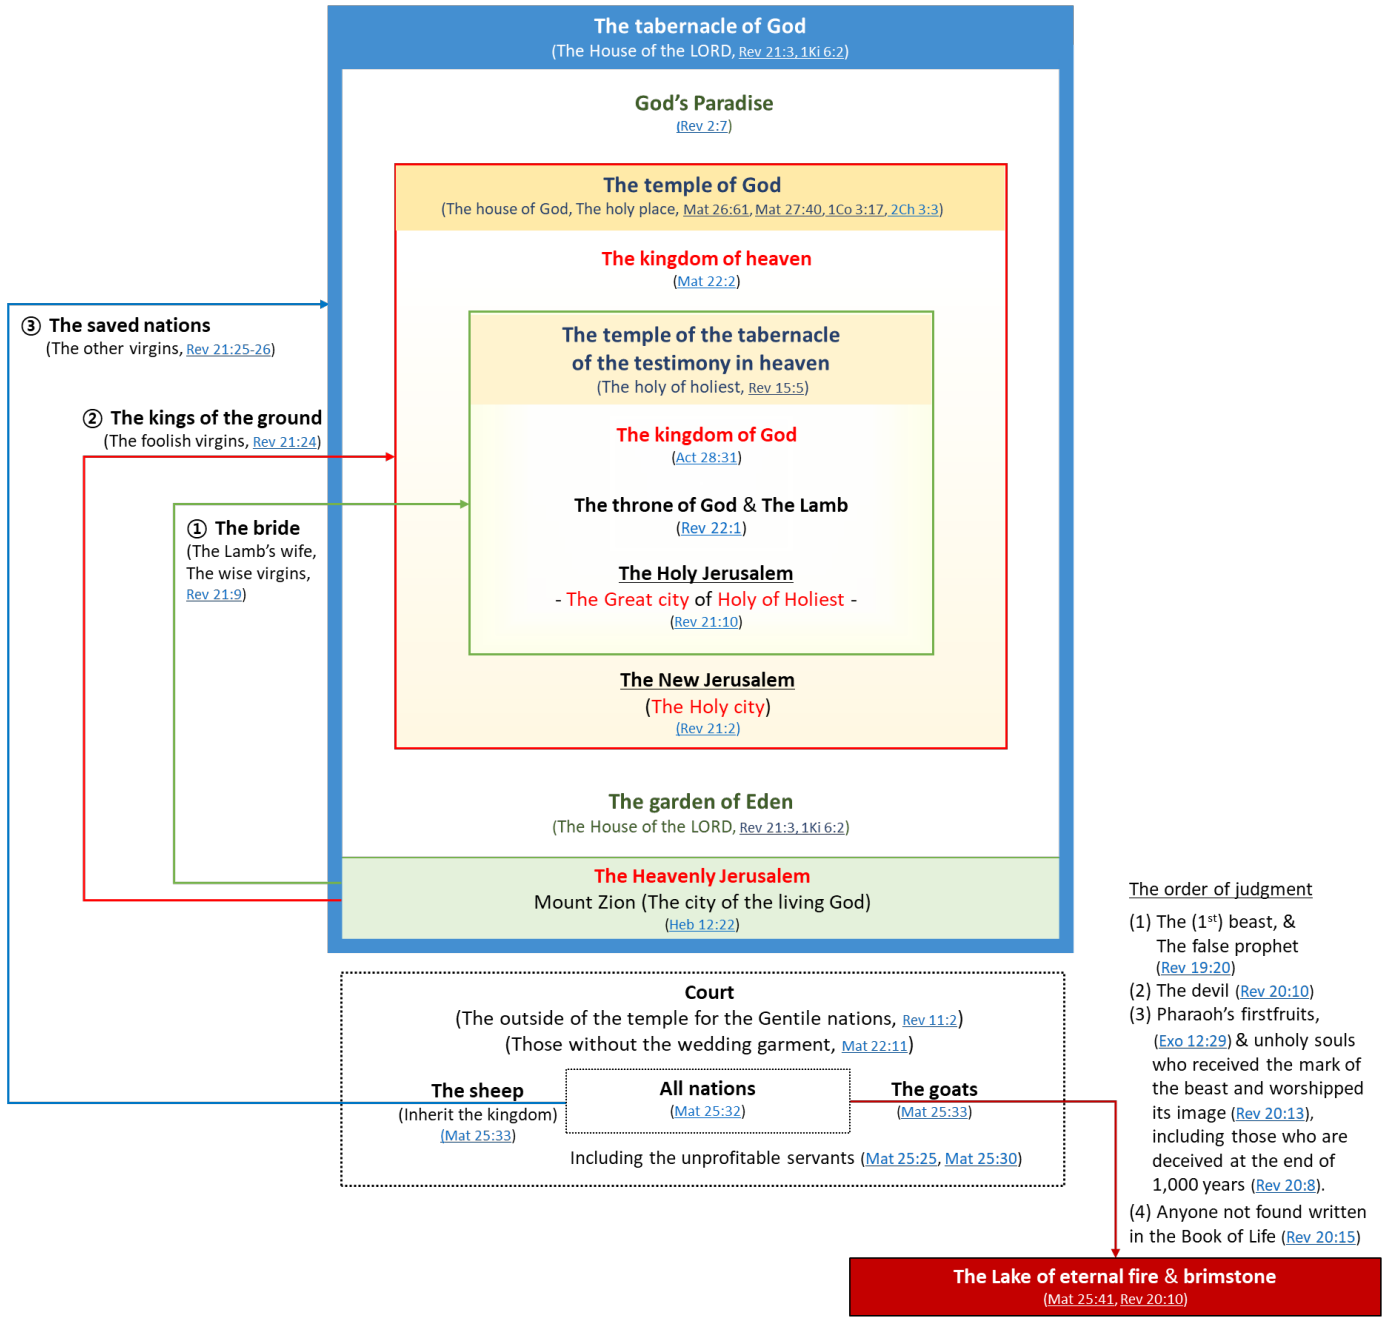 The tabernacle of God
(The House of the LORD, Rev 21:3, 1Ki 6:2)
God's Paradise
(Rev 2:7)
The temple of God
(The house of God, The holy place, Mat 26:61, Mat 27:40, 1Co 3:17, 2Ch 3:3)
The kingdom of heaven
(Mat 22:2)
The temple of the tabernacle
of the testimony in heaven
(The holy of holiest, Rev 15:5)
The kingdom of God
(Act 28:31)
The throne of God & The Lamb
(Rev 22:1)
The Holy Jerusalem
- The Great city of Holy of Holiest -
(Rev 21:10)
The New Jerusalem
(The Holy city)
(Rev 21:2)
The garden of Eden
(The House of the LORD, Rev 21:3, 1Ki 6:2)
The Heavenly Jerusalem
Mount Zion (The city of the living God)
(Heb 12:22)
③ The saved nations
(The other virgins, Rev 21:25-26)
② The kings of the ground
(The foolish virgins, Rev 21:24)
① The bride
(The Lamb's wife,
The wise virgins,
Rev 21:9)
Court
(The outside of the temple for the Gentile nations, Rev 11:2)
(Those without the wedding garment, Mat 22:11)
The sheep
(Inherit the kingdom)
(Mat 25:33)
All nations
(Mat 25:32)
The goats
(Mat 25:33)
Including the unprofitable servants (Mat 25:25, Mat 25:30)
The order of judgment
(1) The (1st) beast, &
The false prophet
(Rev 19:20)
(2) The devil (Rev 20:10)
(3) Pharaoh's firstfruits,
(Exo 12:29) & unholy souls
who received the mark of
the beast and worshipped
its image (Rev 20:13),
including those who are
deceived at the end of
1,000 years (Rev 20:8).
(4) Anyone not found written
in the Book of Life (Rev 20:15)
The Lake of eternal fire & brimstone
(Mat 25:41, Rev 20:10)